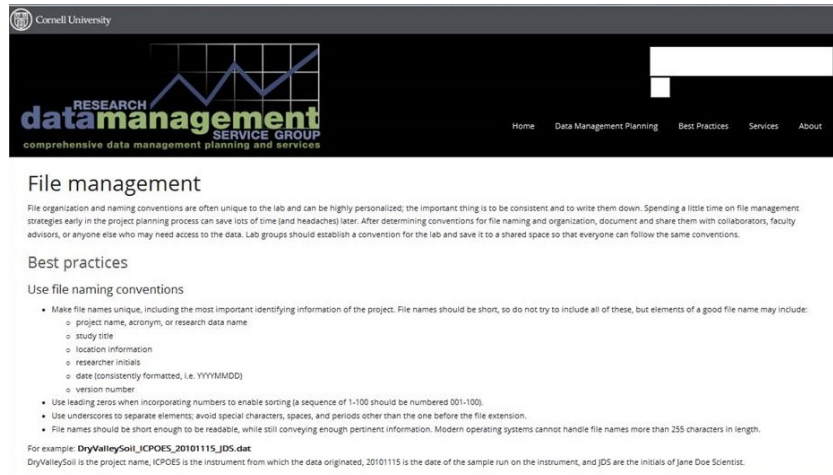 Cornell University
RESEARCH
datamanagement
SERVICE GROUP
comprehensive data management planning and services
Home Data Management Planning Best Practices Services About
File management
File organization and naming conventions are often unique to the lab and can be highly personalized; the important thing is to be consistent and to write them down. Spending a little time on file management
strategies early in the project planning process can save lots of time (and headaches) later. After determining conventions for file naming and organization, document and share them with collaborators, faculty
advisors, or anyone else who may need access to the data. Lab groups should establish a convention for the lab and save it to a shared space so that everyone can follow the same conventions.
Best practices
Use file naming conventions
• Make file names unique, including the most important identifying information of the project. File names should be short, so do not try to include all of these, but elements of a good file name may include:
o project name, acronym, or research data name
o study title
o location information
o researcher initials
o date (consistently formatted, i.e. YYYYMMDD)
o version number
• Use leading zeros when incorporating numbers to enable sorting (a sequence of 1-100 should be numbered 001-100).
• Use underscores to separate elements; avoid special characters, spaces, and periods other than the one before the file extension.
• File names should be short enough to be readable, while still conveying enough pertinent information. Modern operating systems cannot handle file names more than 255 characters in length.
For example: DryValleySoil_ICPOES_20101115_JDS.dat
DryValleySoil is the project name, ICPOES is the instrument from which the data originated, 20101115 is the date of the sample run on the instrument, and JDS are the initials of Jane Doe Scientist.